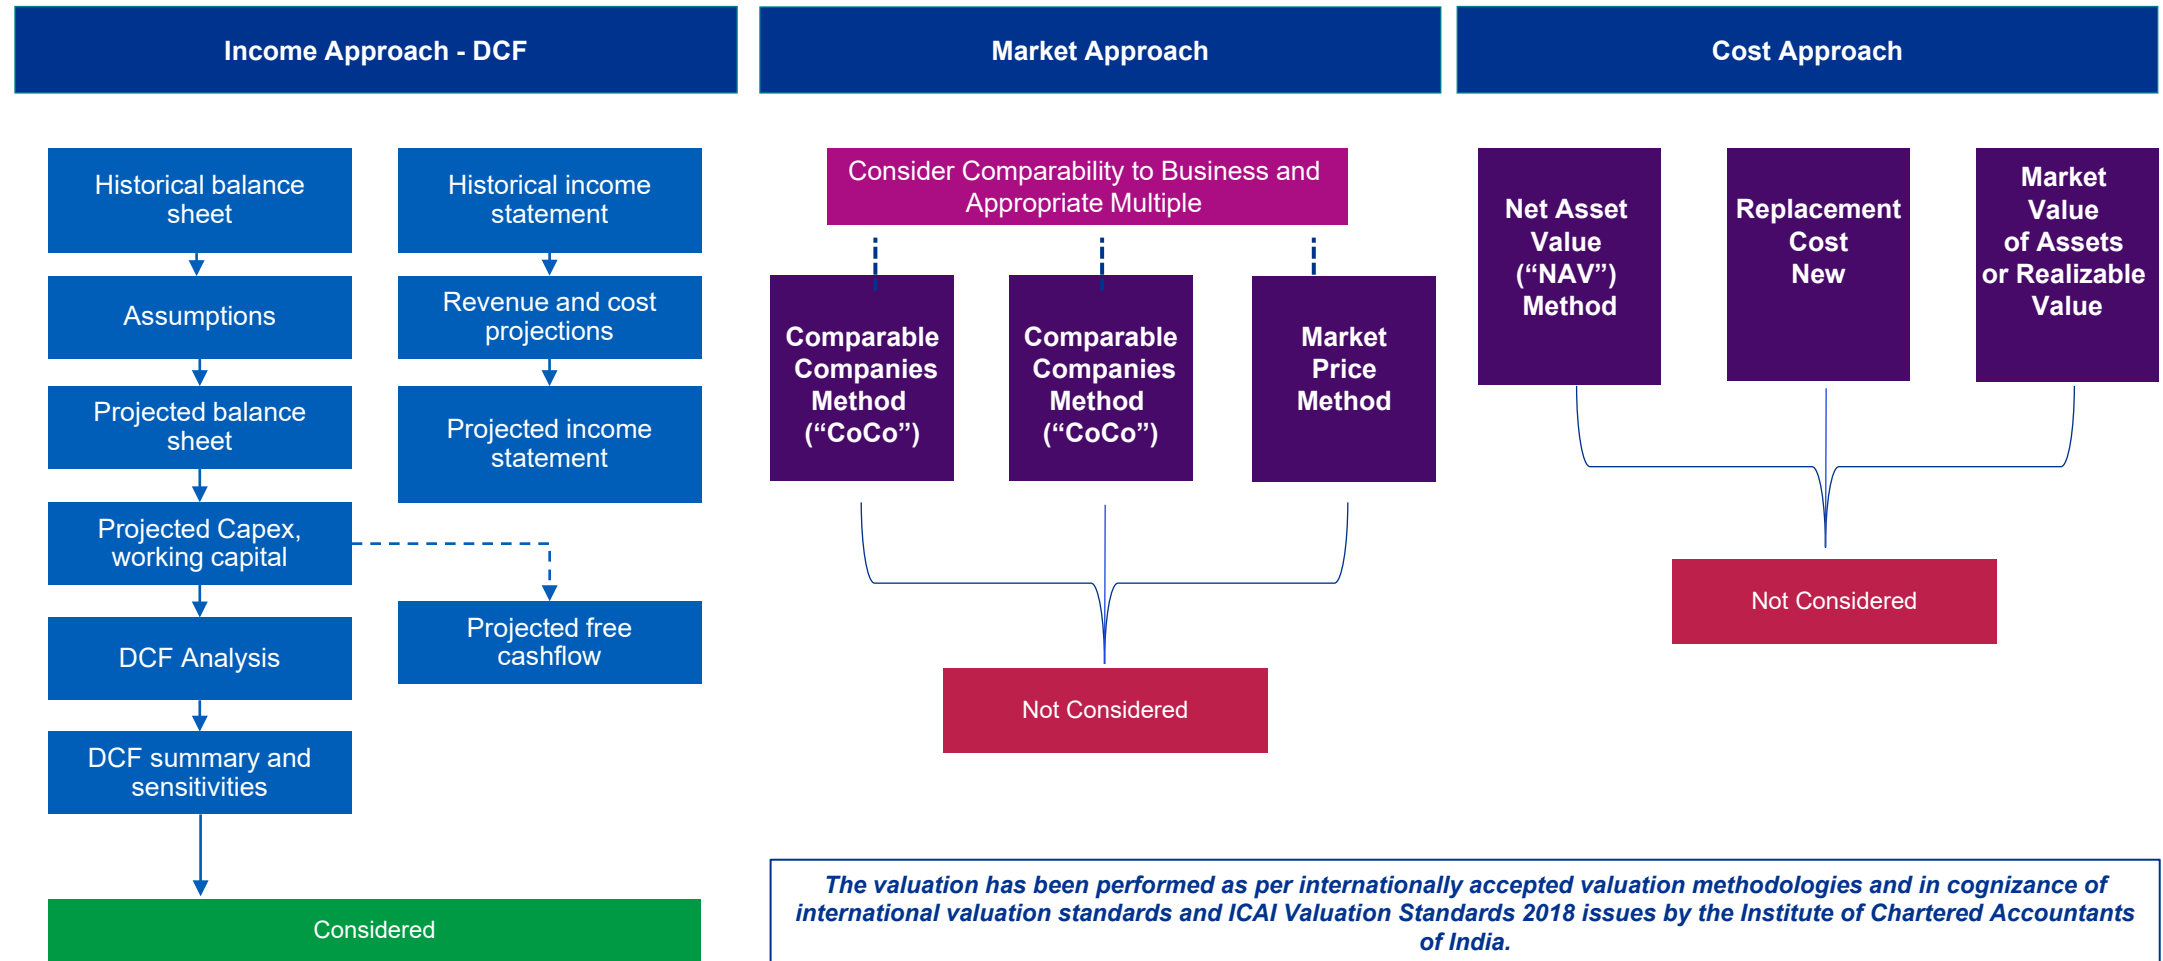 Income Approach - DCF
Historical balance
sheet
Historical income
statement
Assumptions
Revenue and cost
projections
Projected balance
sheet
Projected income
statement
Projected Capex,
working capital
Projected free
cashflow
DCF Analysis
DCF summary and
sensitivities
Considered
Market Approach
Consider Comparability to Business and
Appropriate Multiple
Comparable
Companies
Method
(“CoCo”)
Comparable
Companies
Method
(“CoCo”)
Market
Price
Method
Not Considered
Cost Approach
Net Asset
Value
(“NAV”)
Method
Replacement
Cost
New
Market
Value
of Assets
or Realizable
Value
Not Considered
The valuation has been performed as per internationally accepted valuation methodologies and in cognizance of
international valuation standards and ICAI Valuation Standards 2018 issues by the Institute of Chartered Accountants
of India.